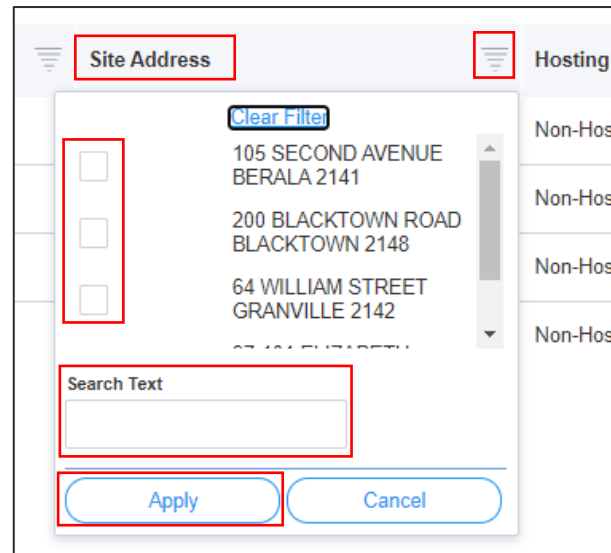 Site Address
Hosting
Clear Filter
105 SECOND AVENUE
BERALA 2141
Non-Hos
200 BLACKTOWN ROAD
BLACKTOWN 2148
Non-Hos
64 WILLIAM STREET
GRANVILLE 2142
Non-Hos
Non-Hos
Search Text
Apply
Cancel